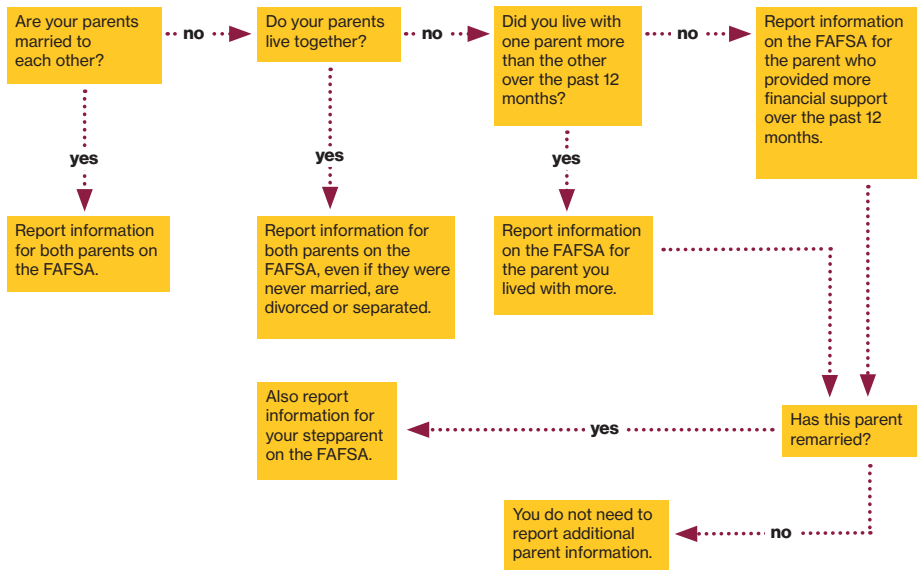 Are your parents
married to
each other?
no
Do your parents
live together?
no
Did you live with
one parent more
than the other
over the past 12
months?
no
Report information
on the FAFSA for
the parent who
provided more
financial support
over the past 12
months.
yes
yes
yes
Report information
for both parents on
the FAFSA.
Report information for
both parents on the
FAFSA, even if they were
never married, are
divorced or separated.
Report information
on the FAFSA for
the parent you
lived with more.
Also report
information for
your stepparent
on the FAFSA.
yes
Has this parent
remarried?
You do not need to
report additional
parent information.
no